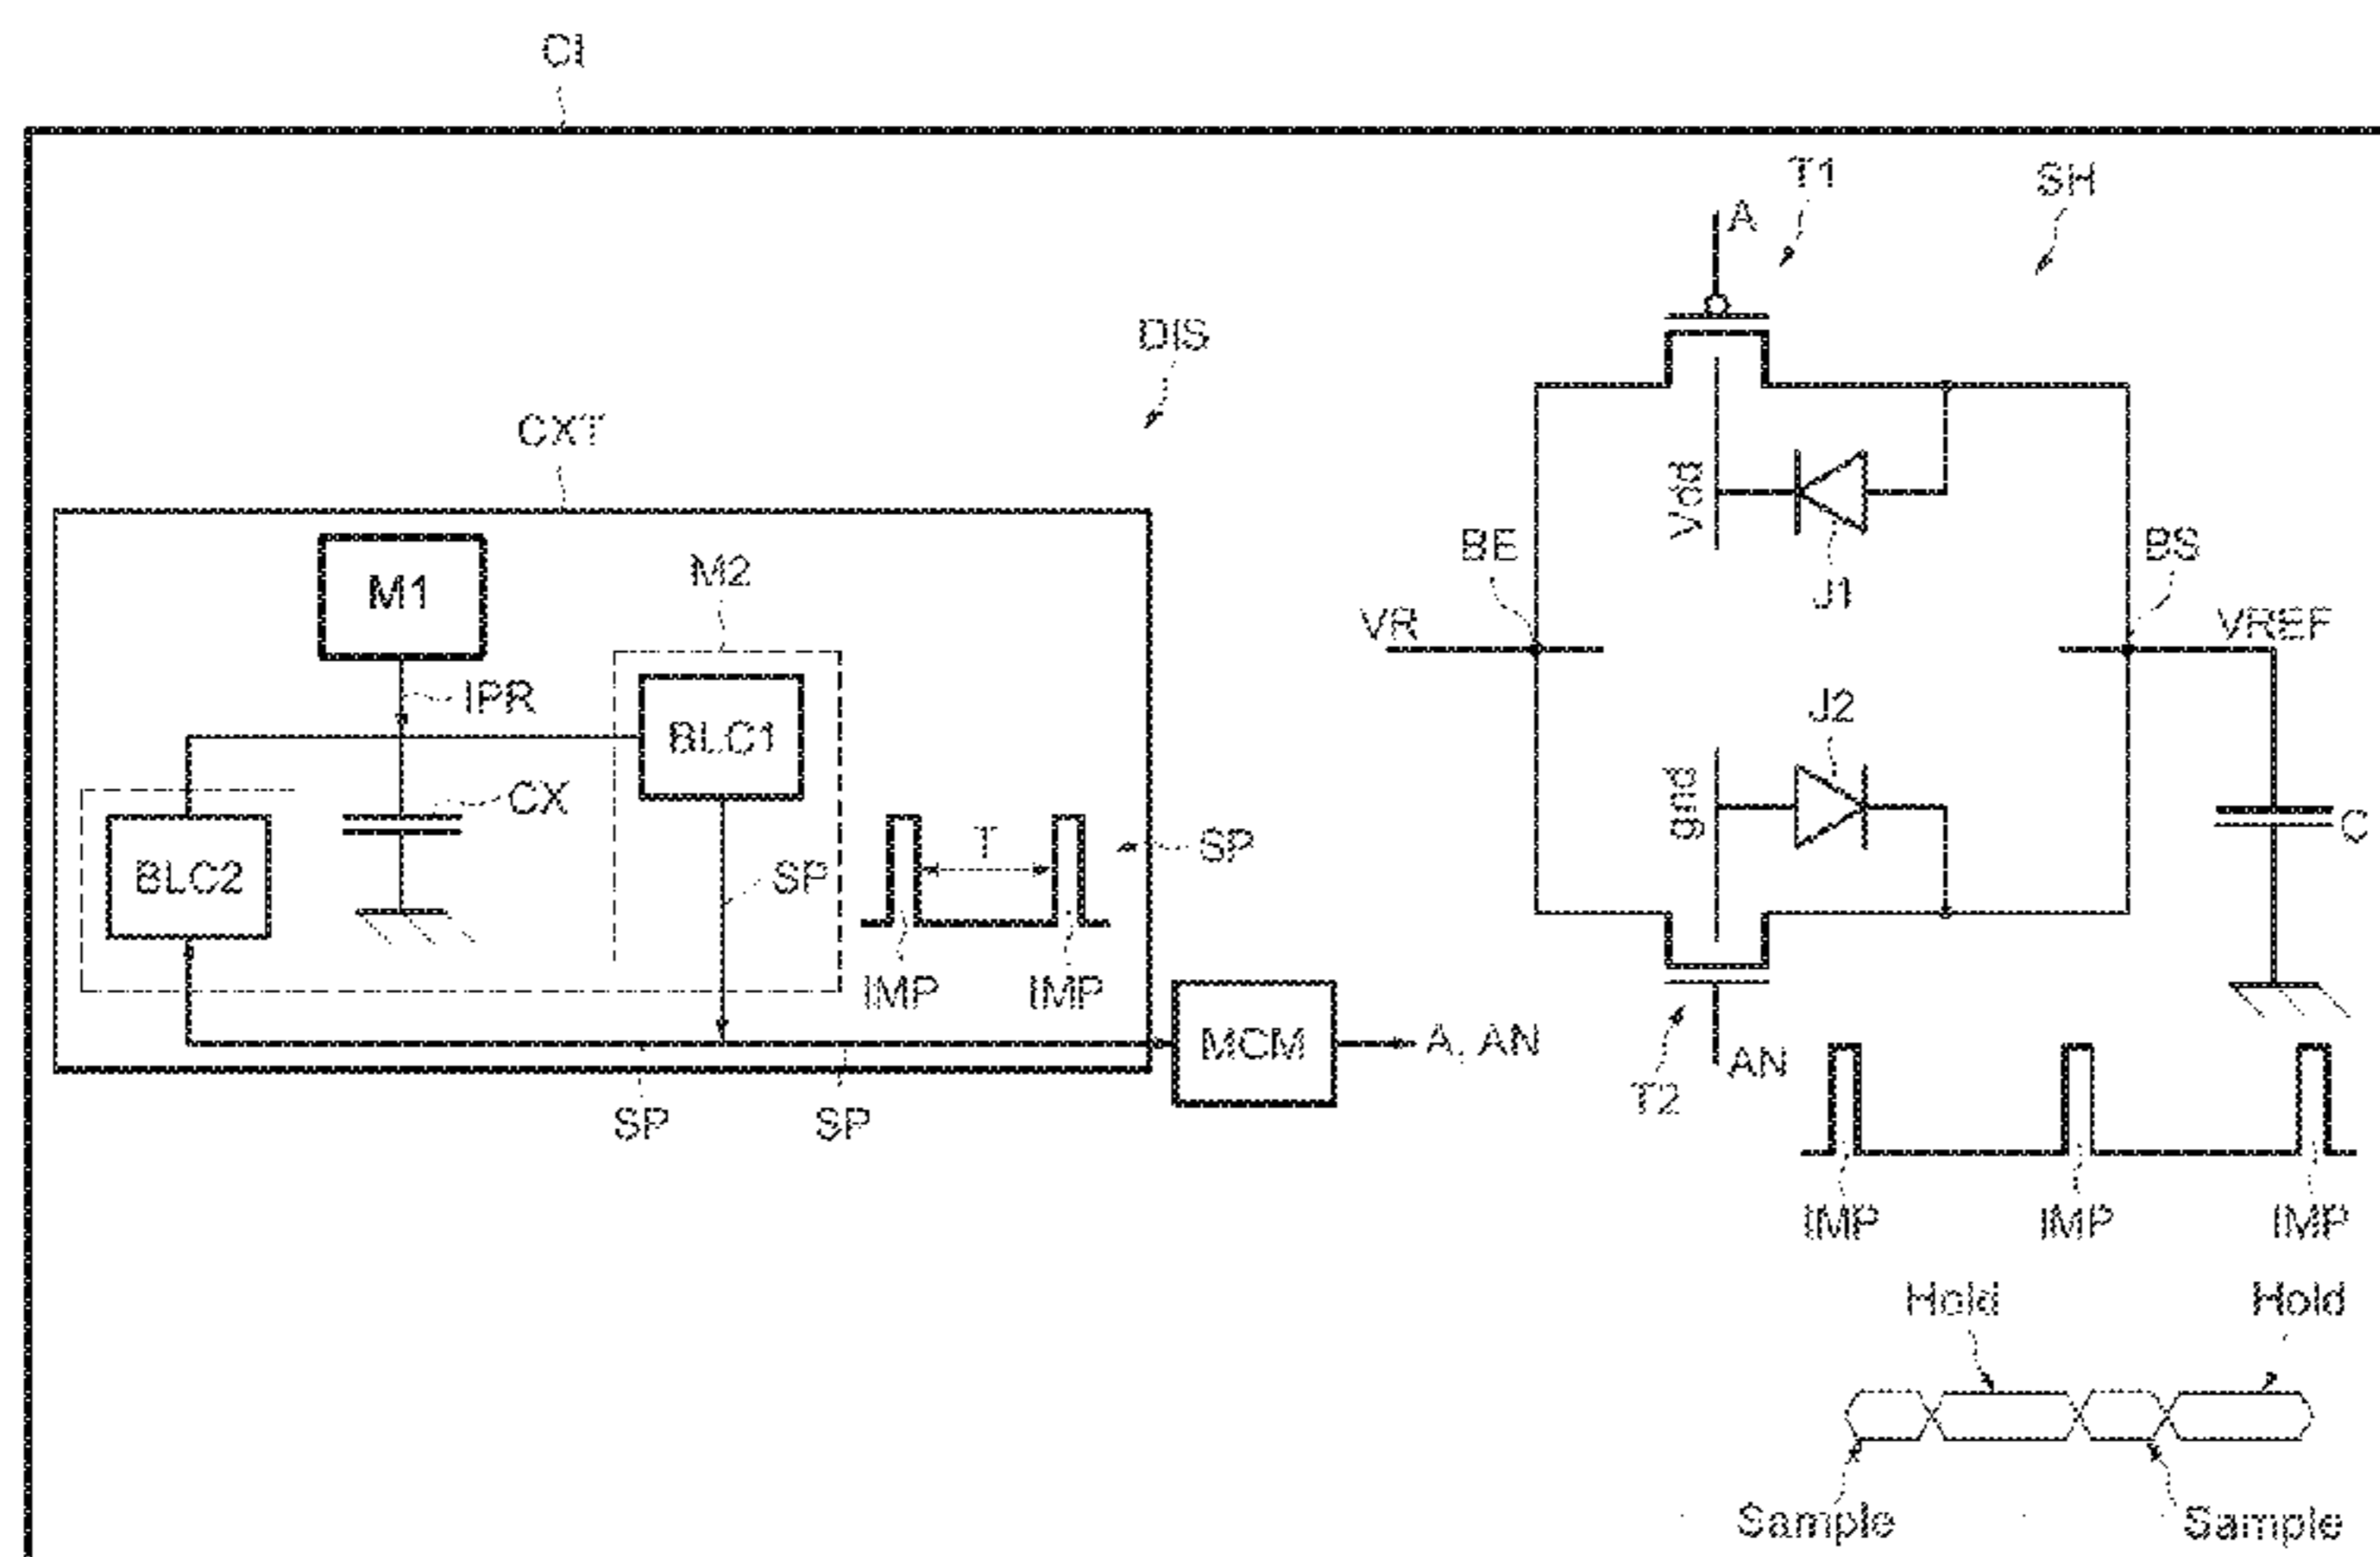 CI
T1
SH
A
DIS
CXT
Vdd
M1
M2
BE
BS
J1
VR
VREF
IPR
J2
BLC1
CX
gnd
T
SP
C
BLC2
SP
IMP
IMP
MCM
A, AN
AN
T2
SP
SP
IMP
IMP
IMP
Hold
Hold
Sample
Sample